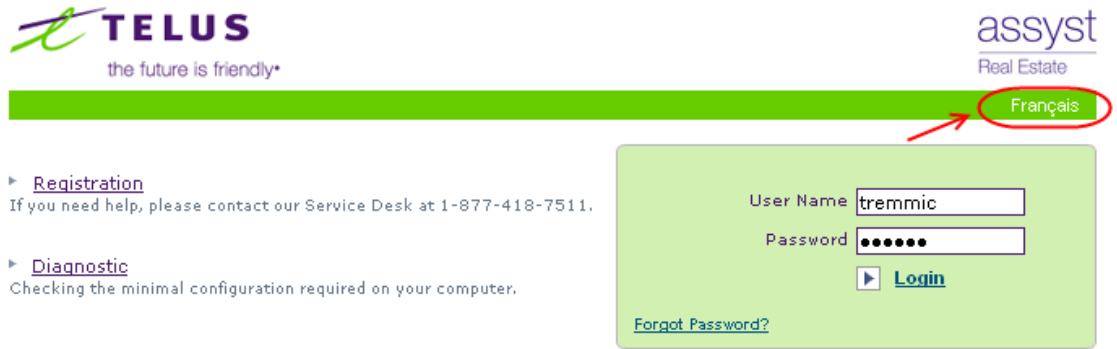 TELUS
the future is friendly•
assyst
Real Estate
Français
Registration
If you need help, please contact our Service Desk at 1-877-418-7511.
Diagnostic
Checking the minimal configuration required on your computer.
User Name tremmic
Password ●●●●●●
Login
Forgot Password?